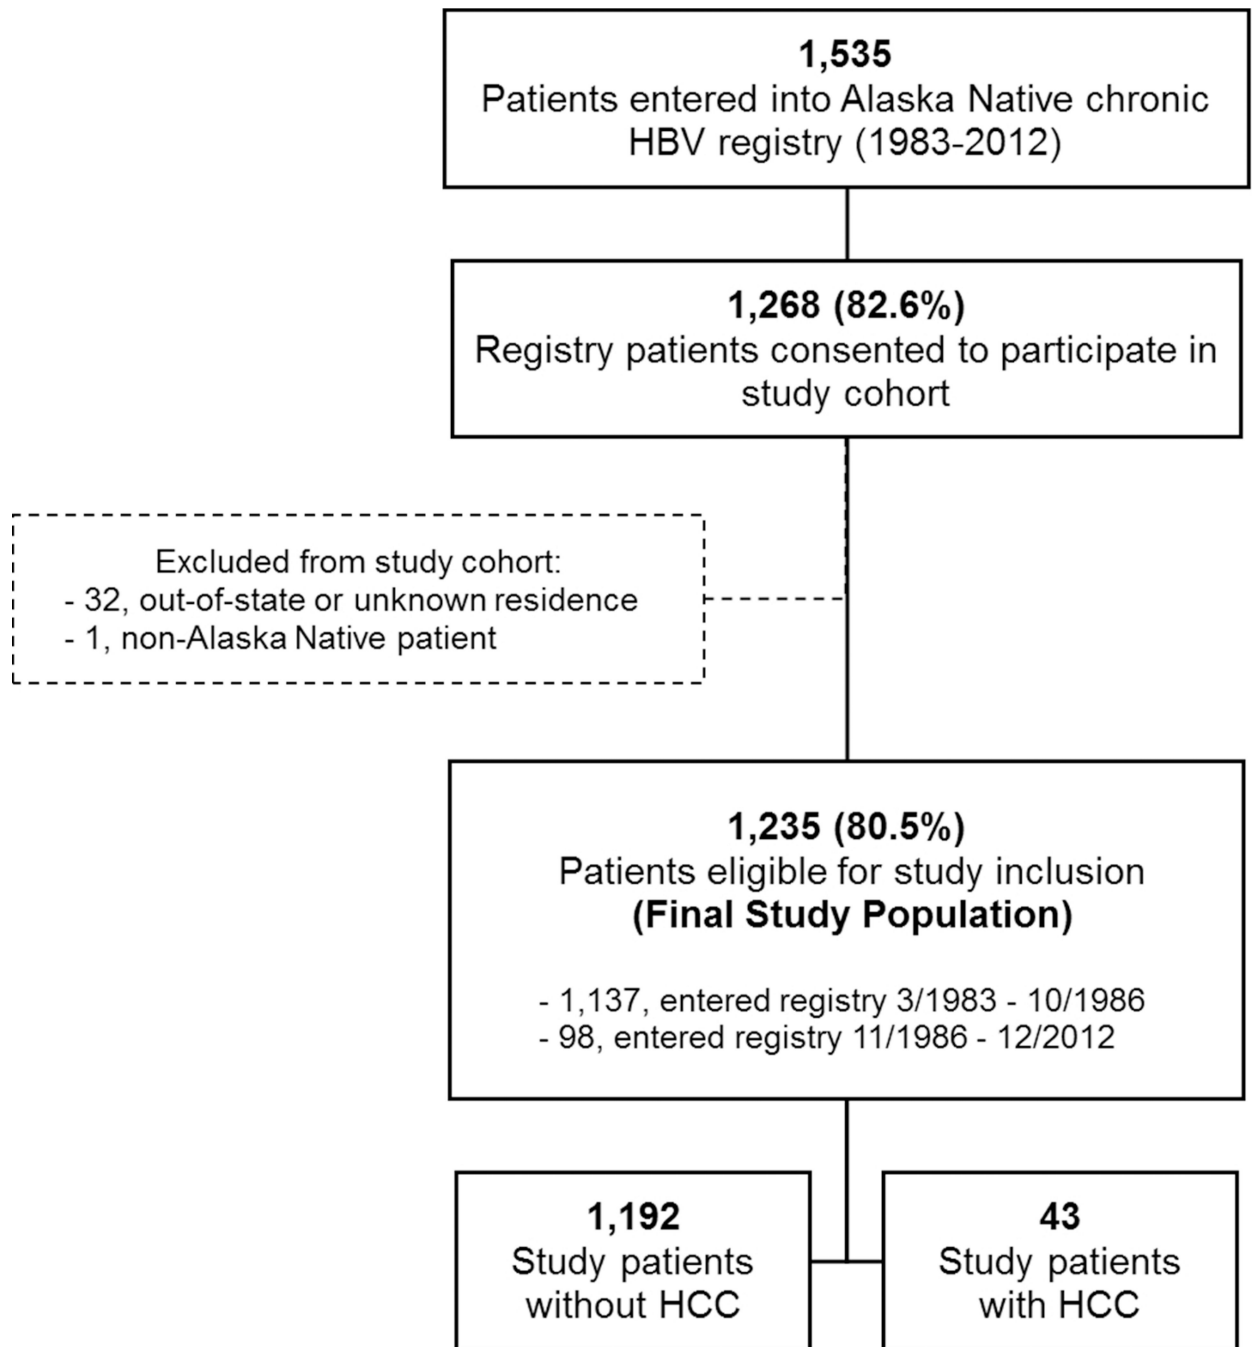 1,535
Patients entered into Alaska Native chronic
HBV registry (1983-2012)
1,268 (82.6%)
Registry patients consented to participate in
study cohort
Excluded from study cohort:
- 32, out-of-state or unknown residence
- 1, non-Alaska Native patient
1,235 (80.5%)
Patients eligible for study inclusion
(Final Study Population)
- 1,137, entered registry 3/1983 - 10/1986
- 98, entered registry 11/1986 - 12/2012
1,192
Study patients
without HCC
43
Study patients
with HCC